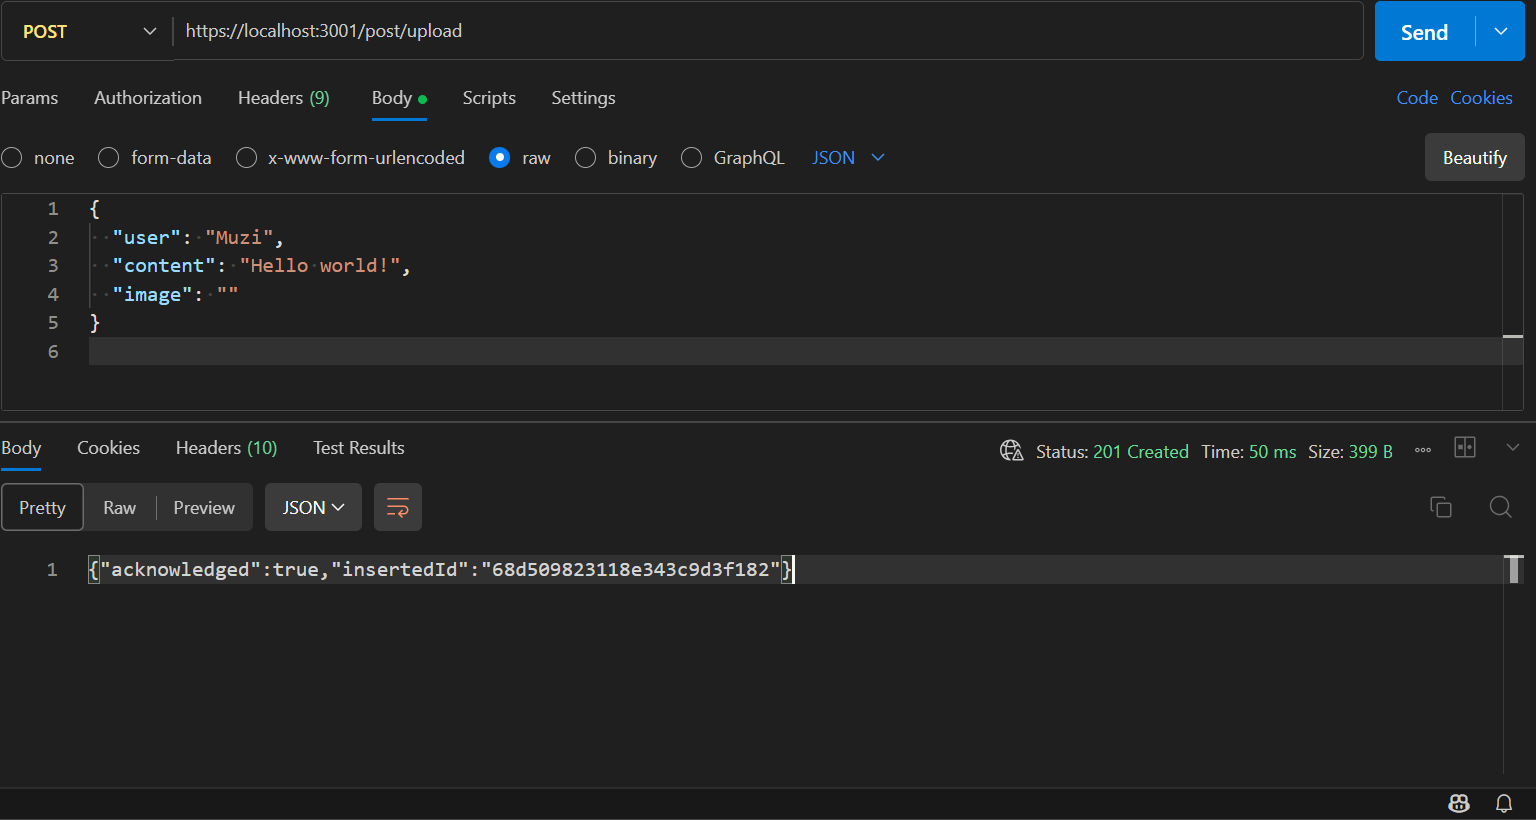 POST https://localhost:3001/post/upload Send
Params Authorization Headers (9) Body Scripts Settings Code Cookies
none form-data x-www-form-urlencoded raw binary GraphQL JSON Beautify
1 {
2 "user": "Muzi",
3 "content": "Hello world!",
4 "image": ""
5 }
6
Body Cookies Headers (10) Test Results Status: 201 Created Time: 50 ms Size: 399 B
Pretty Raw Preview JSON
1 {"acknowledged":true,"insertedId":"68d509823118e343c9d3f182"}